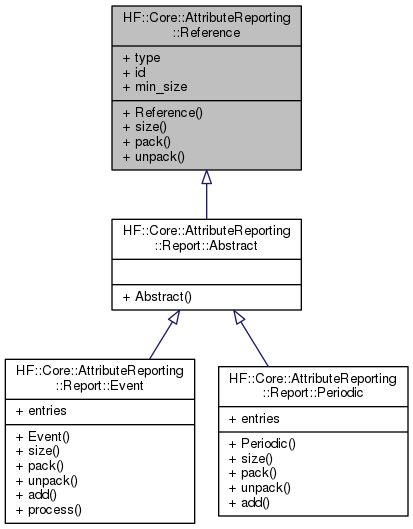 HF::Core::AttributeReporting
::Reference
+ type
+ id
+ min_size
+ Reference()
+ size()
+ pack()
+ unpack()
HF::Core::AttributeReporting
::Report::Abstract
+ Abstract()
HF::Core::AttributeReporting
::Report::Event
+ entries
+ Event()
+ size()
+ pack()
+ unpack()
+ add()
+ process()
HF::Core::AttributeReporting
::Report::Periodic
+ entries
+ Periodic()
+ size()
+ pack()
+ unpack()
+ add()